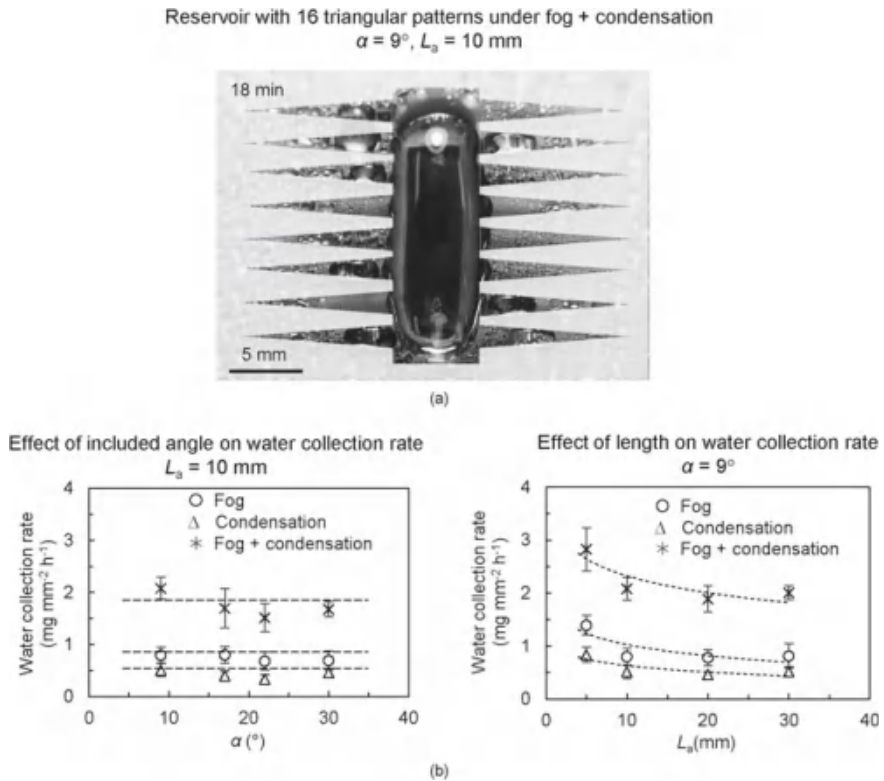 Reservoir with 16 triangular patterns under fog + condensation
α = 9°, Lₐ = 10 mm
18 min
5 mm
(a)
Effect of included angle on water collection rate
Lₐ = 10 mm
Water collection rate
(mg mm⁻² h⁻¹)
4
3
2
1
0
○ Fog
△ Condensation
✳ Fog + condensation
0 10 20 30 40
α (°)
Effect of length on water collection rate
α = 9°
Water collection rate
(mg mm⁻² h⁻¹)
4
3
2
1
0
○ Fog
△ Condensation
✳ Fog + condensation
0 10 20 30 40
Lₐ(mm)
(b)